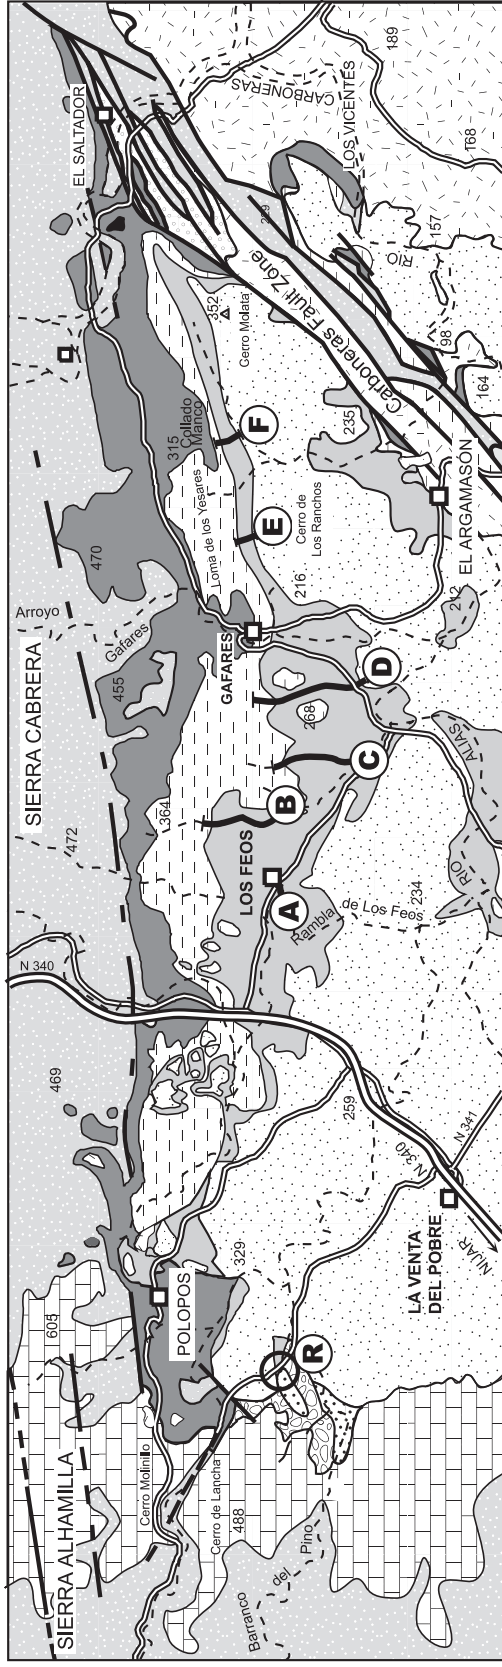 SIERRA ALHAMILLA
605
469
N 340
472
SIERRA CABRERA
Arroyo
Gafares
455
470
EL SALTADOR
Cerro Molinillo
POLOPOS
364
315
Collado
Manco
Loma de los Yesares
GAFARES
352
Cerro Molata
CARBONERAS
189
Cerro de Lancha
488
329
LOS FEOS
A
B
C
D
E
F
R
268
216
Cerro de
Los Ranchos
Carboneras Fault Zone
LOS VICENTES
Barranco
del
Pino
259
Rambla
de Los Feos
234
235
RIO
157
168
98
164
N 340
N 341
LA VENTA
DEL POBRE
NIJAR
RIO
ALIAS
212
EL ARGAMASÓN